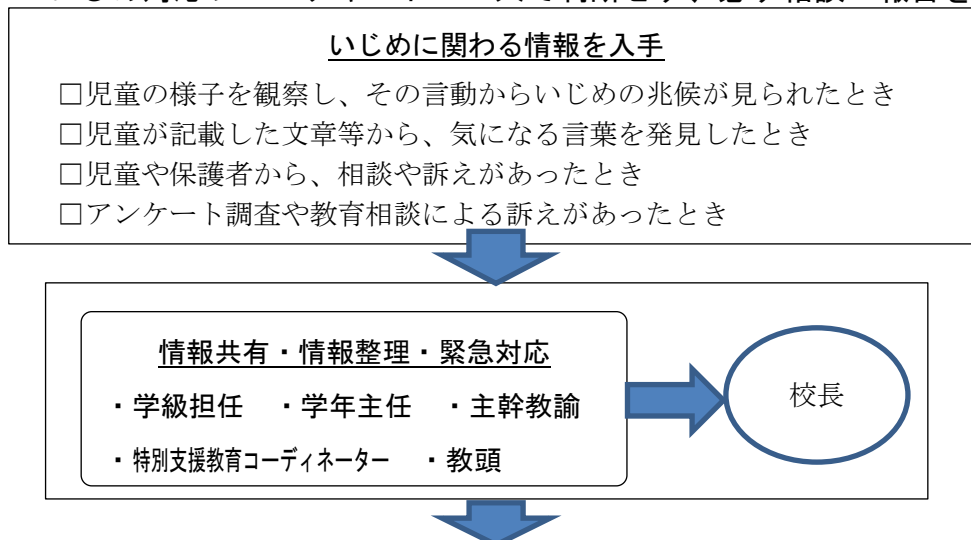 いじめに関わる情報を入手
□児童の様子を観察し、その言動からいじめの兆候が見られたとき
□児童が記載した文章等から、気になる言葉を発見したとき
□児童や保護者から、相談や訴えがあったとき
□アンケート調査や教育相談による訴えがあったとき
情報共有・情報整理・緊急対応
・学級担任 ・学年主任 ・主幹教諭
・特別支援教育コーディネーター ・教頭
校長